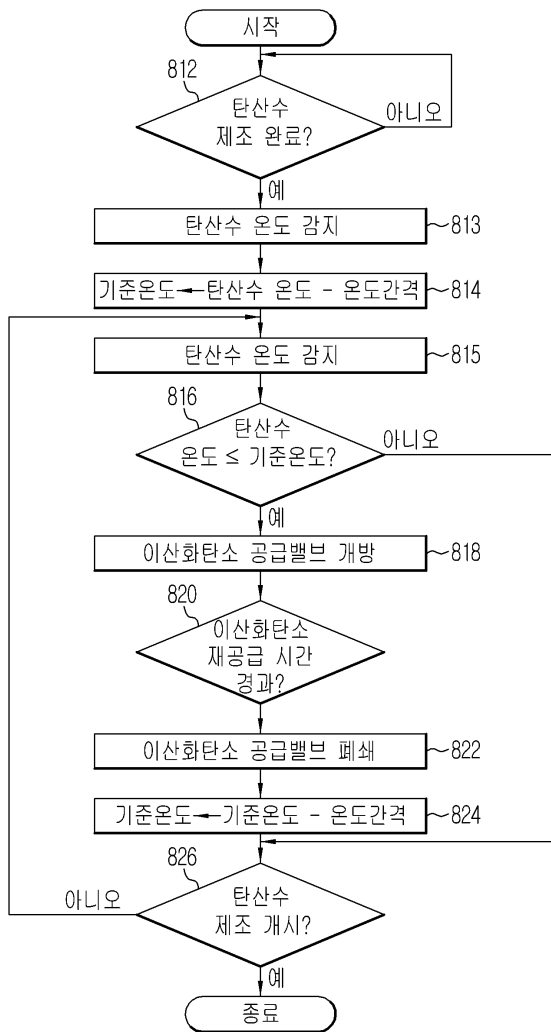 시작
812
탄산수
제조 완료?
아니오
예
탄산수 온도 감지
813
기준온도←탄산수 온도 - 온도간격
814
탄산수 온도 감지
815
816
탄산수
온도 ≤ 기준온도?
아니오
예
이산화탄소 공급밸브 개방
818
820
이산화탄소
재공급 시간
경과?
이산화탄소 공급밸브 폐쇄
822
기준온도←기준온도 - 온도간격
824
826
탄산수
제조 개시?
아니오
예
종료